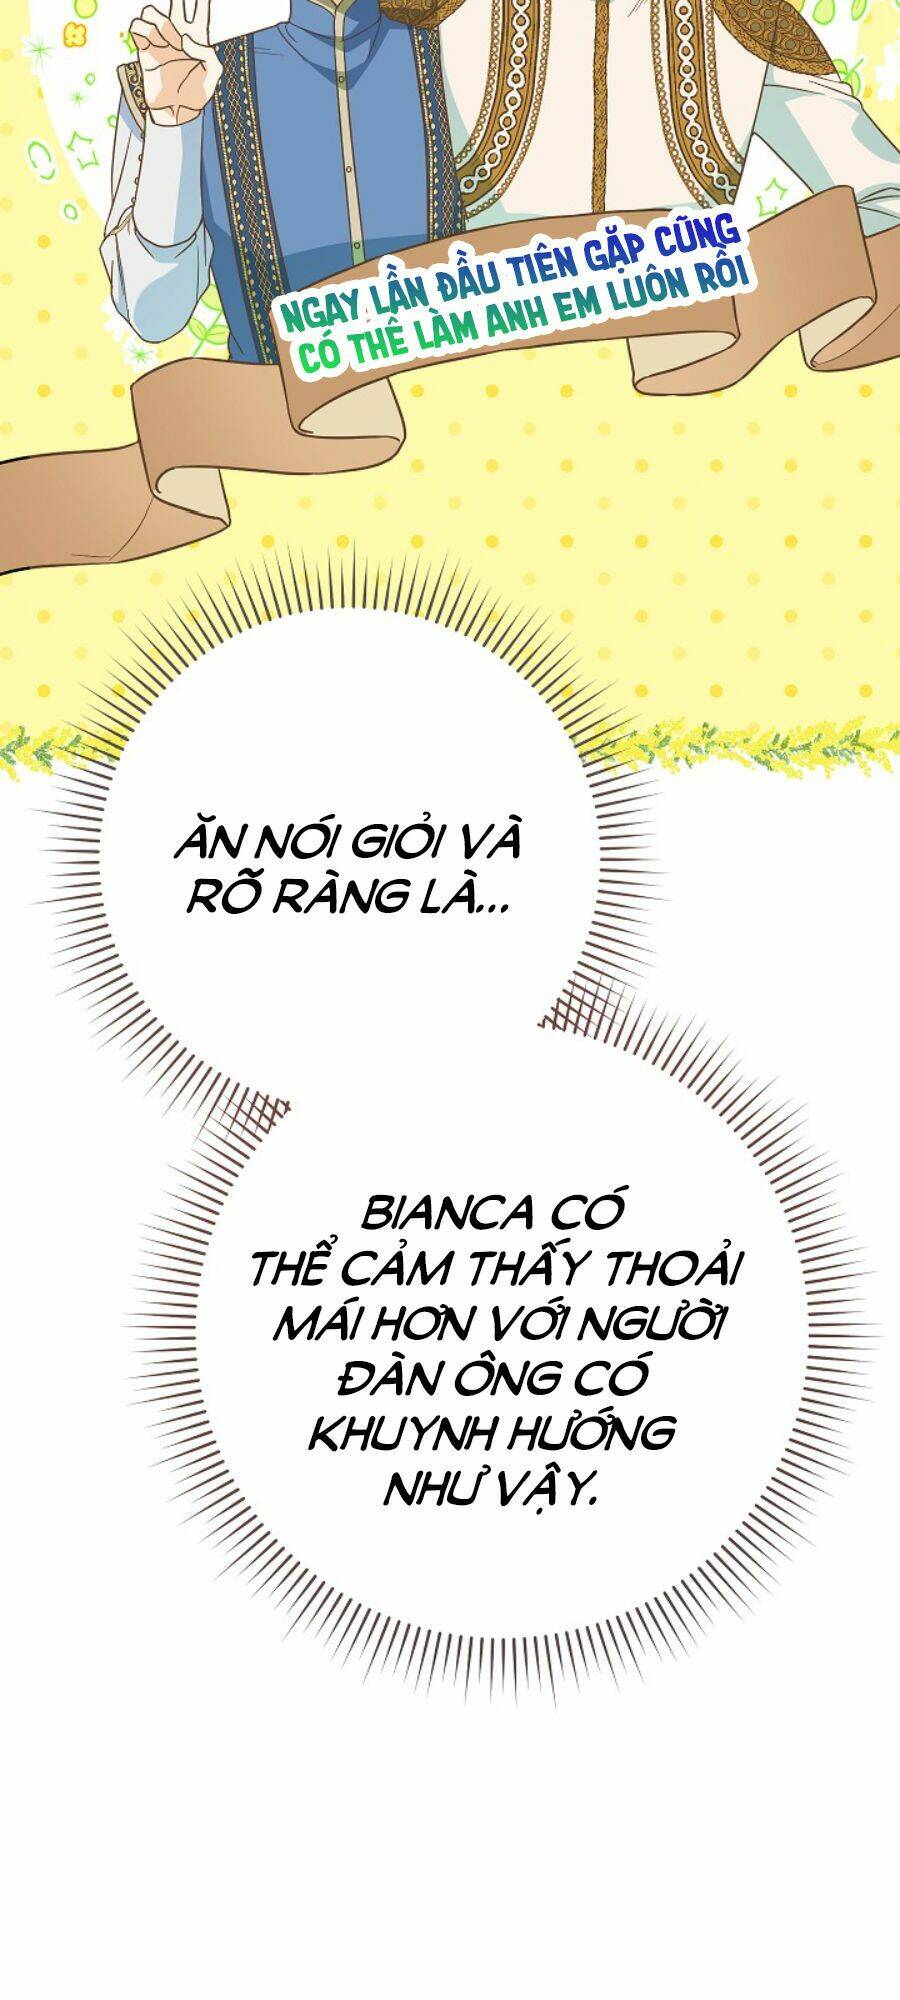 NGAY LẦN ĐẦU TIÊN GẶP CŨNG
CÓ THỂ LÀM ANH EM LUÔN RỒI
ĂN NÓI GIỎI VÀ
RÕ RÀNG LÀ...
BIANCA CÓ
THỂ CẢM THẤY THOẢI
MÁI HƠN VỚI NGƯỜI
ĐÀN ÔNG CÓ
KHUYNH HƯỚNG
NHƯ VẬY.